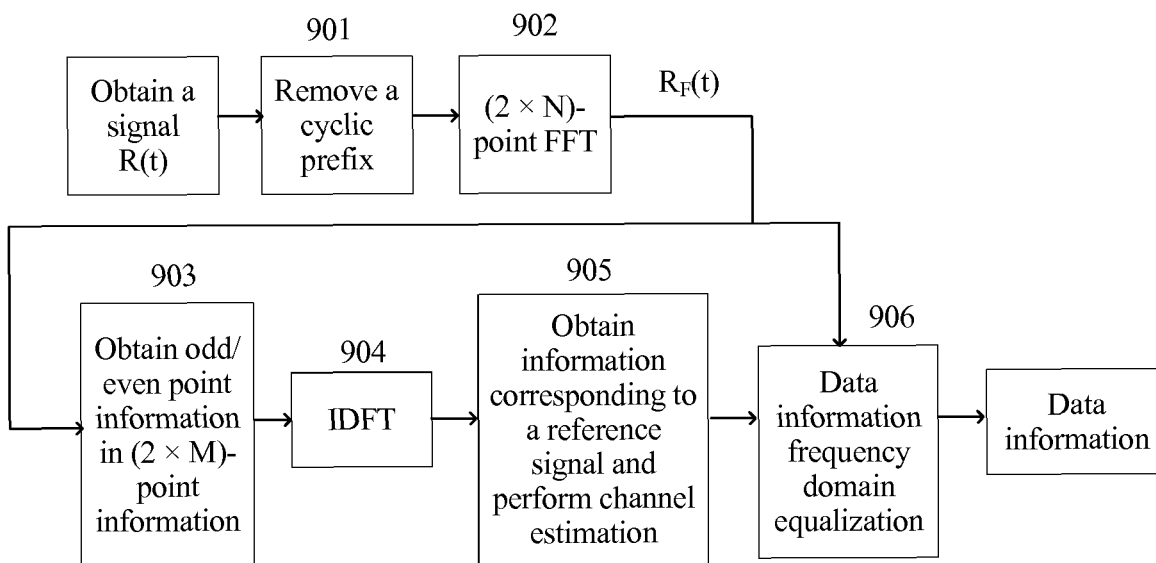 901
902
Obtain a
signal
R(t)
Remove a
cyclic
prefix
(2 × N)-
point FFT
R_F(t)
903
Obtain odd/
even point
information
in (2 × M)-
point
information
904
IDFT
905
Obtain
information
corresponding to
a reference
signal and
perform channel
estimation
906
Data
information
frequency
domain
equalization
Data
information